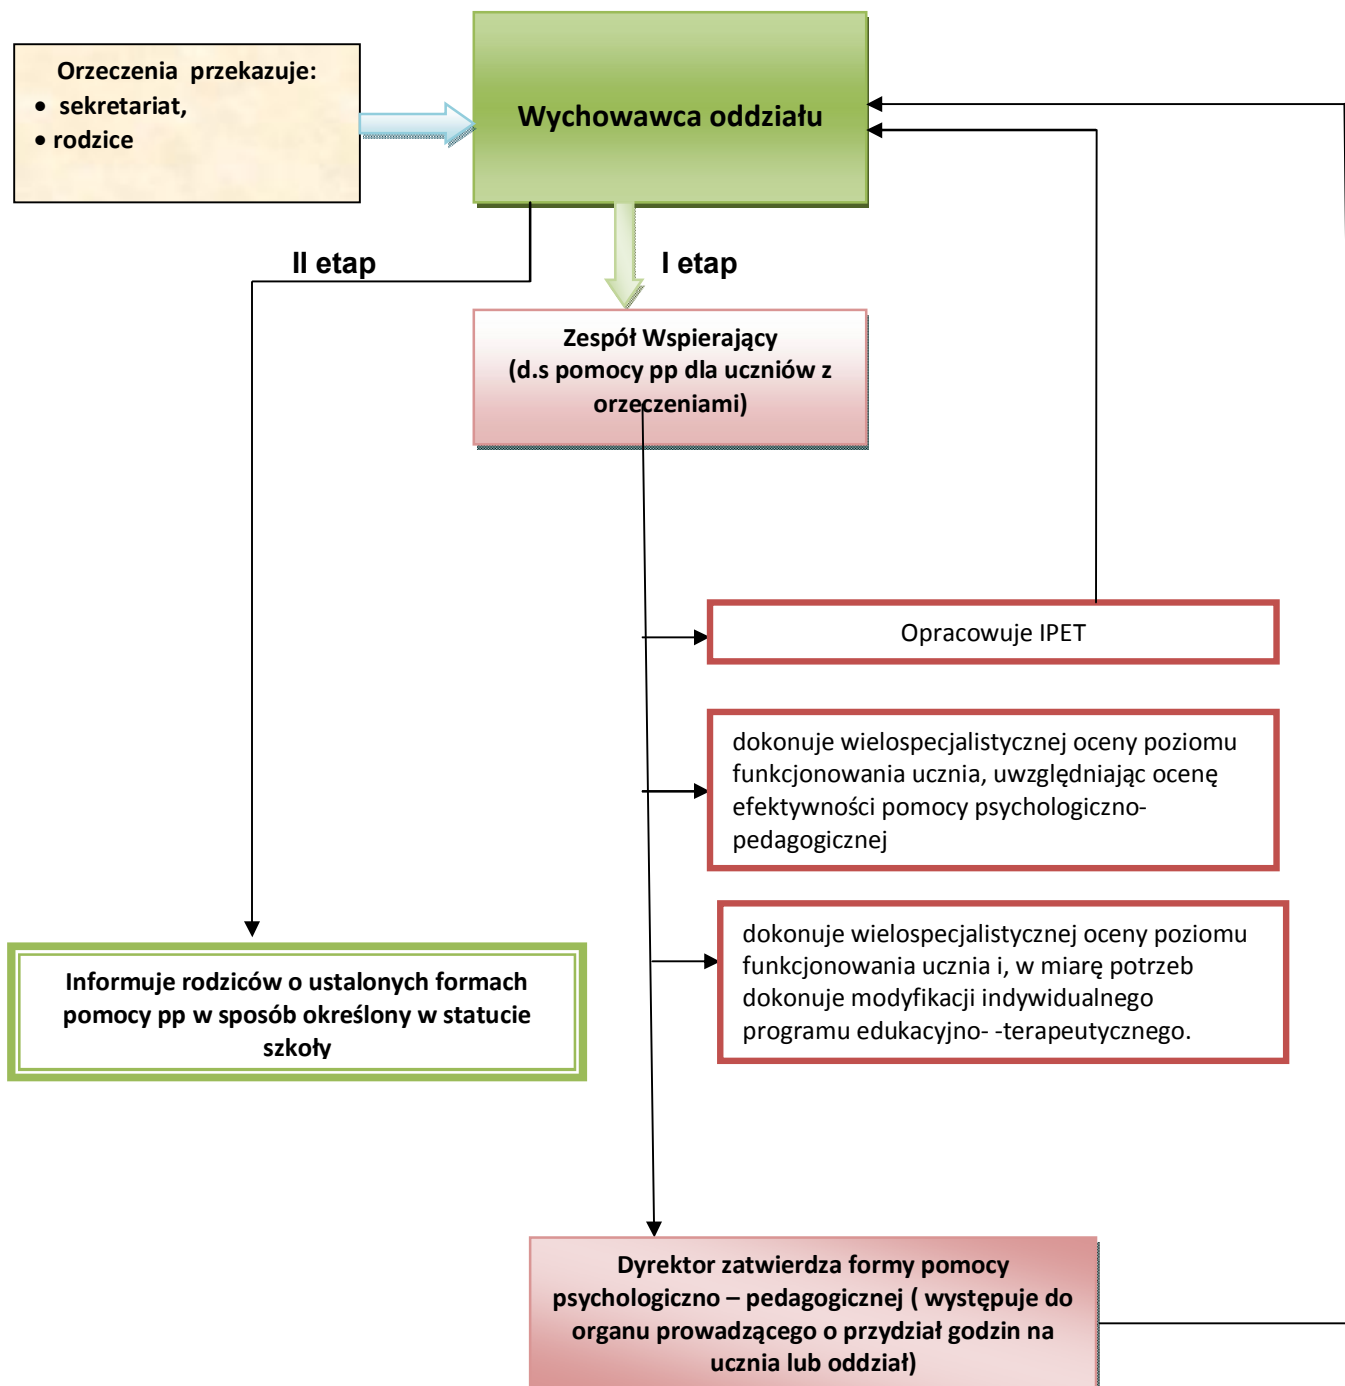 Orzeczenia przekazuje:
• sekretariat,
• rodzice
Wychowawca oddziału
II etap
I etap
Zespół Wspierający
(d.s pomocy pp dla uczniów z
orzeczeniami)
Opracowuje IPET
dokonuje wielospecjalistycznej oceny poziomu
funkcjonowania ucznia, uwzględniając ocenę
efektywności pomocy psychologiczno-
pedagogicznej
dokonuje wielospecjalistycznej oceny poziomu
funkcjonowania ucznia i, w miarę potrzeb
dokonuje modyfikacji indywidualnego
programu edukacyjno- -terapeutycznego.
Informuje rodziców o ustalonych formach
pomocy pp w sposób określony w statucie
szkoły
Dyrektor zatwierdza formy pomocy
psychologiczno – pedagogicznej ( występuje do
organu prowadzącego o przydział godzin na
ucznia lub oddział)